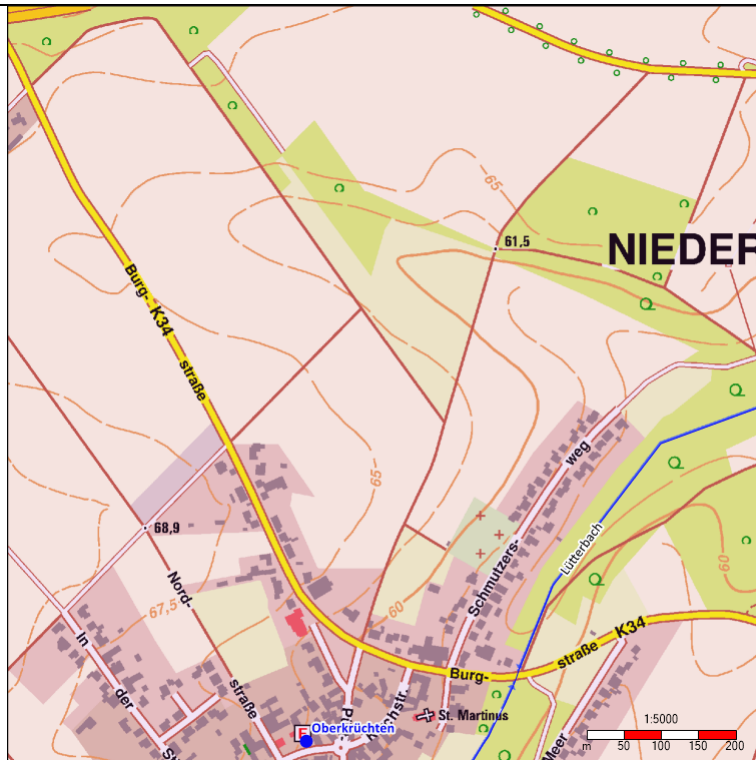 65
61,5
NIEDER
Burg- K34
straße
65
weg
68,9
Lütterbach
Schmutzers-
60
Nord-
67,5
60
In
der
straße
Burg-
straße K34
St. Martinus
Oberkrüchten
Meer
1:5000
m 50 100 150 200